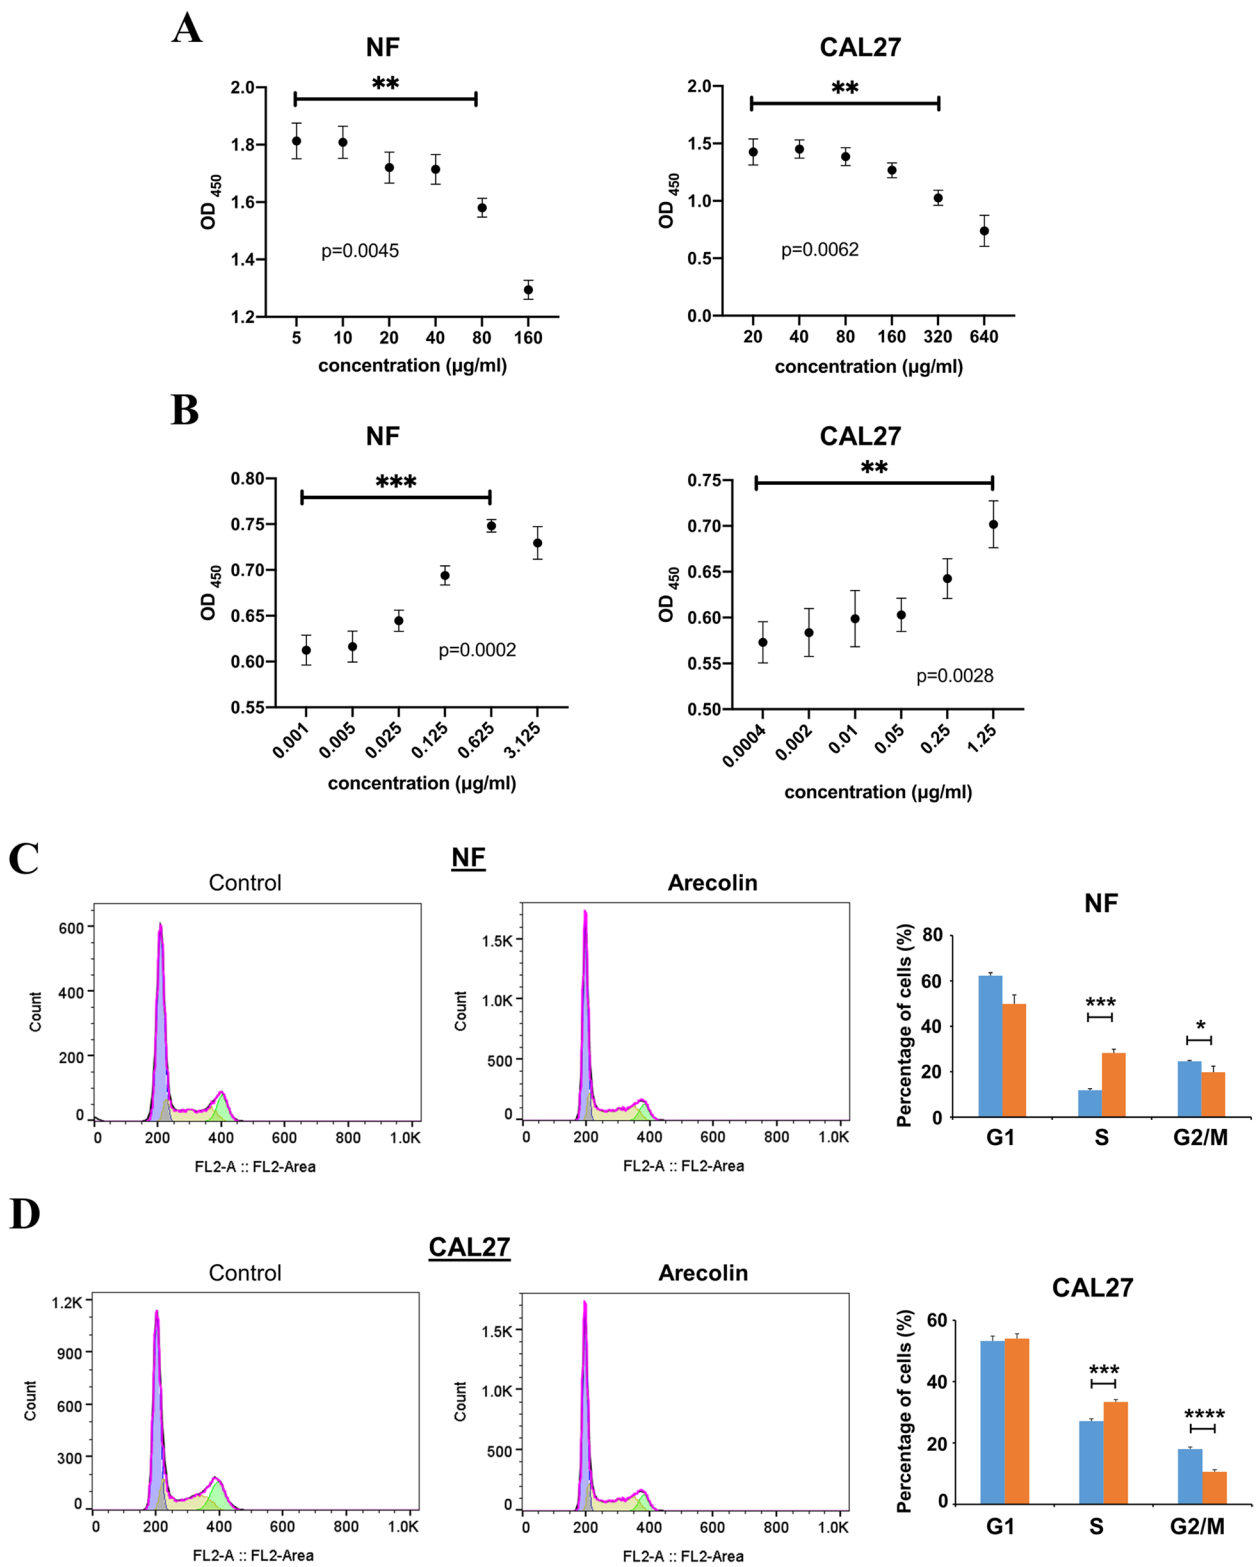 A
NF
**
2.0
1.8
1.6
1.4
1.2
OD 450
p=0.0045
5 10 20 40 80 160
concentration (µg/ml)
CAL27
**
2.0
1.5
1.0
0.5
0.0
OD 450
p=0.0062
20 40 80 160 320 640
concentration (µg/ml)
B
NF
***
0.80
0.75
0.70
0.65
0.60
0.55
OD 450
p=0.0002
0.001 0.005 0.025 0.125 0.625 3.125
concentration (µg/ml)
CAL27
**
0.75
0.70
0.65
0.60
0.55
0.50
OD 450
p=0.0028
0.0004 0.002 0.01 0.05 0.25 1.25
concentration (µg/ml)
C
NF
Control
600
400
200
0
Count
0 200 400 600 800 1.0K
FL2-A :: FL2-Area
Arecolin
1.5K
1.0K
500
0
Count
0 200 400 600 800 1.0K
FL2-A :: FL2-Area
NF
80
60
40
20
0
Percentage of cells (%)
***
*
G1 S G2/M
D
CAL27
Control
1.2K
900
600
300
0
Count
0 200 400 600 800 1.0K
FL2-A :: FL2-Area
Arecolin
1.5K
1.0K
500
0
Count
0 200 400 600 800 1.0K
FL2-A :: FL2-Area
CAL27
60
40
20
0
Percentage of cells (%)
***
****
G1 S G2/M